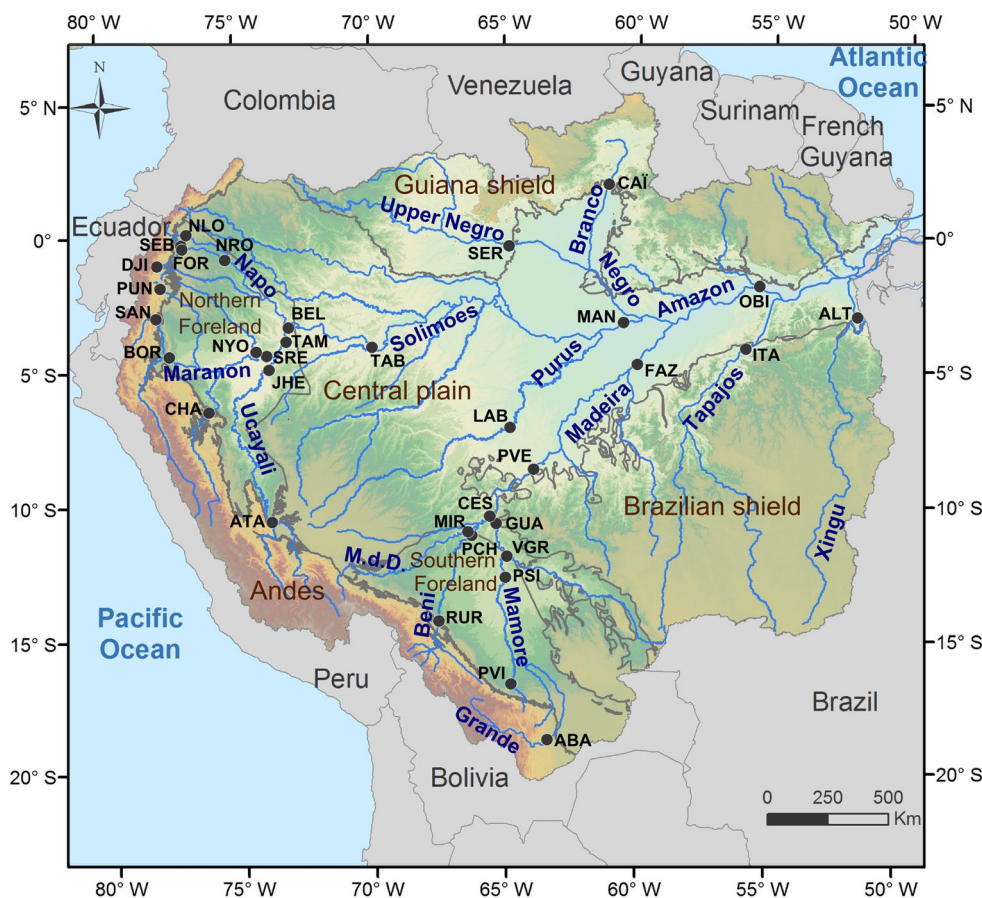 80° W
75° W
70° W
65° W
60° W
55° W
50° W
N
Atlantic
Ocean
Guyana
Venezuela
Colombia
5° N
5° N
Surinam
French
Guyana
CAÏ
Guiana shield
Branco
Upper Negro
Ecuador
NLO
0°
0°
SEB
NRO
SER
FOR
DJI
Napo
Negro
PUN
Amazon
OBI
Northern
SAN
Foreland
BEL
Solimoes
MAN
ALT
NYO
TAM
BOR
SRE
TAB
Purus
ITA
Maranon
JHE
FAZ
5° S
5° S
Central plain
Madeira
Tapajos
CHA
LAB
Ucayali
PVE
CES
Brazilian shield
10° S
10° S
ATA
MIR
GUA
Xingu
PCH
VGR
M.d.D.
Southern
Foreland
PSI
Andes
Beni
Mamore
RUR
Pacific
Ocean
15° S
15° S
Peru
PVI
Brazil
Grande
ABA
Bolivia
20° S
20° S
0
250
500
Km
80° W
75° W
70° W
65° W
60° W
55° W
50° W